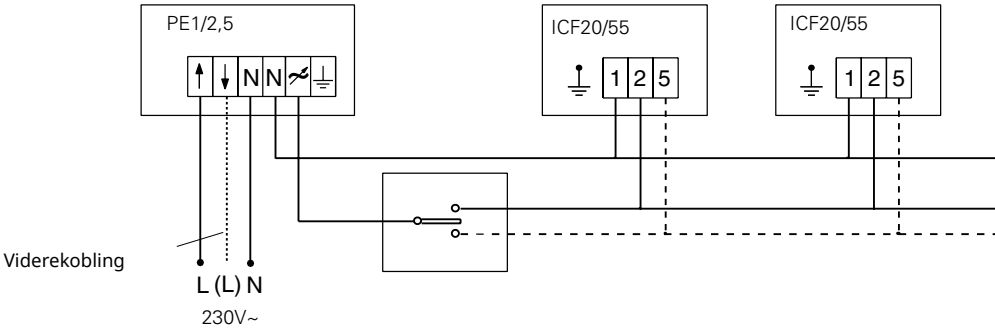 PE1/2,5
N N
ICF20/55
1 2 5
ICF20/55
1 2 5
Viderekobling
L (L) N
230V~